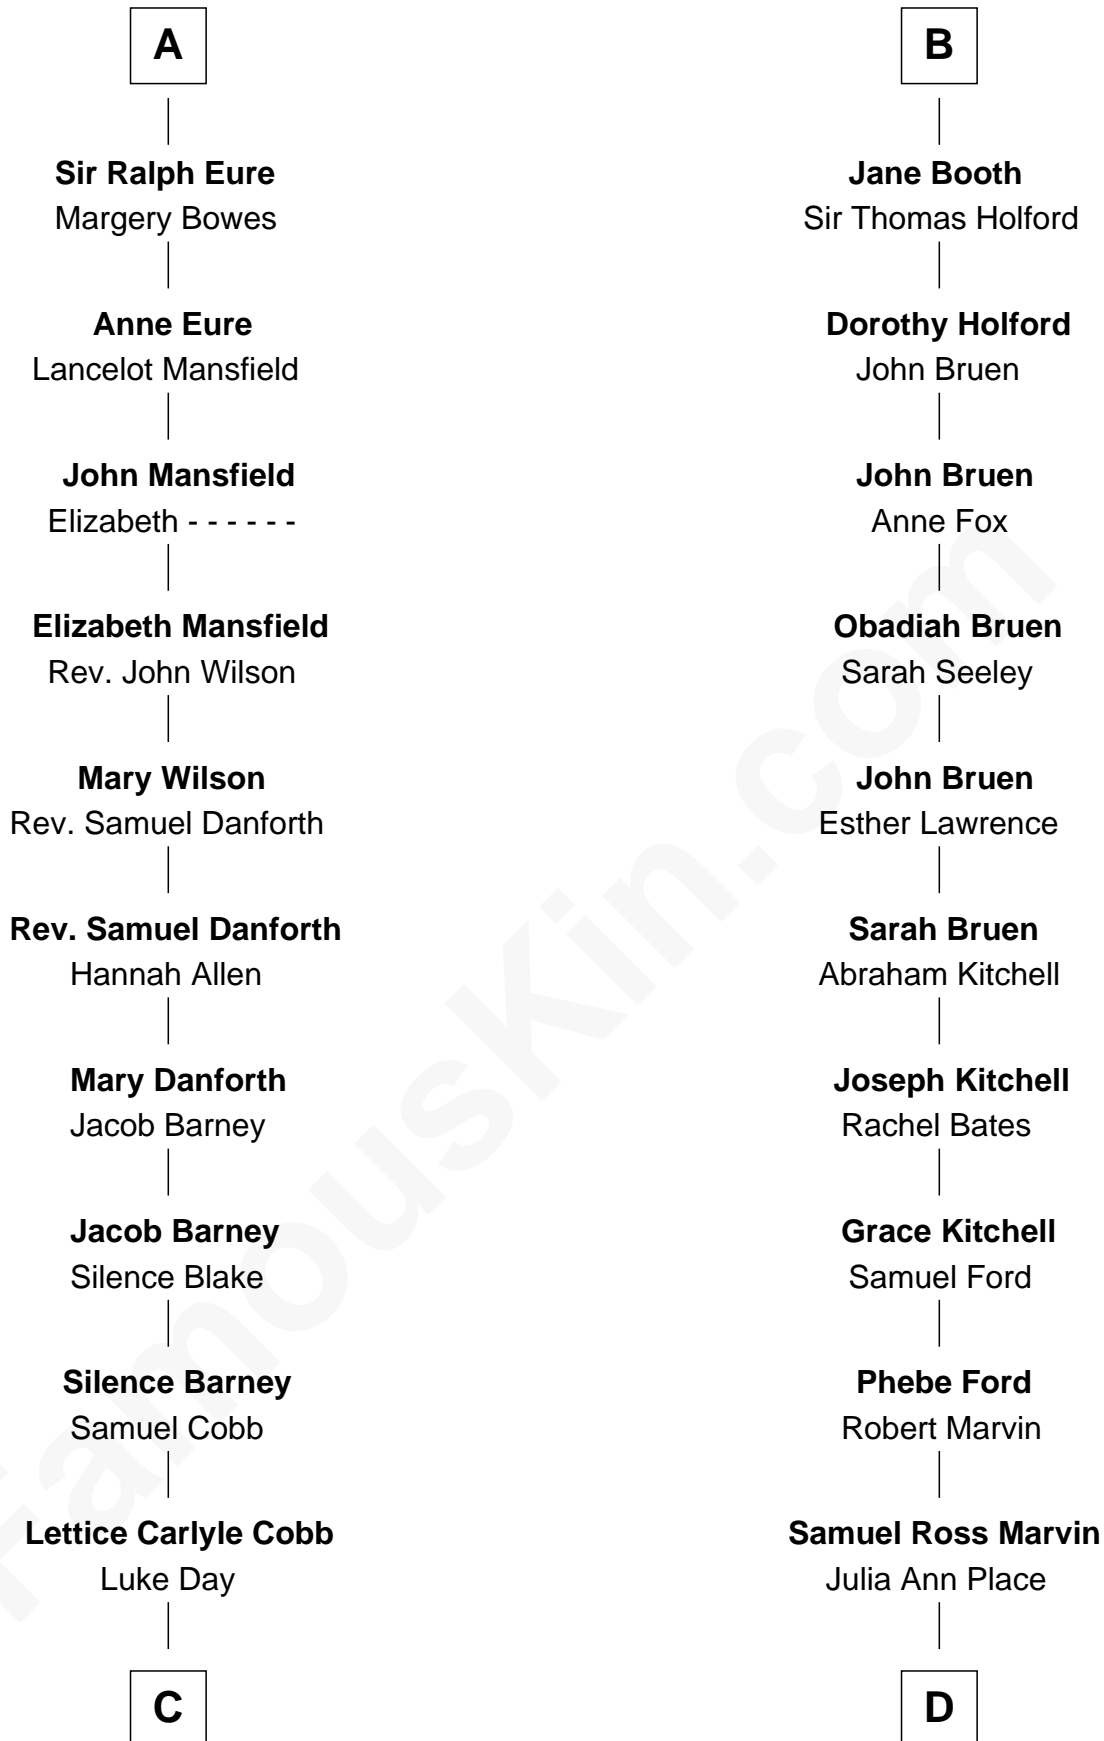 A
Sir Ralph Eure
Margery Bowes
Anne Eure
Lancelot Mansfield
John Mansfield
Elizabeth - - - - - -
Elizabeth Mansfield
Rev. John Wilson
Mary Wilson
Rev. Samuel Danforth
Rev. Samuel Danforth
Hannah Allen
Mary Danforth
Jacob Barney
Jacob Barney
Silence Blake
Silence Barney
Samuel Cobb
Lettice Carlyle Cobb
Luke Day
C
B
Jane Booth
Sir Thomas Holford
Dorothy Holford
John Bruen
John Bruen
Anne Fox
Obadiah Bruen
Sarah Seeley
John Bruen
Esther Lawrence
Sarah Bruen
Abraham Kitchell
Joseph Kitchell
Rachel Bates
Grace Kitchell
Samuel Ford
Phebe Ford
Robert Marvin
Samuel Ross Marvin
Julia Ann Place
D
FamousKin.com